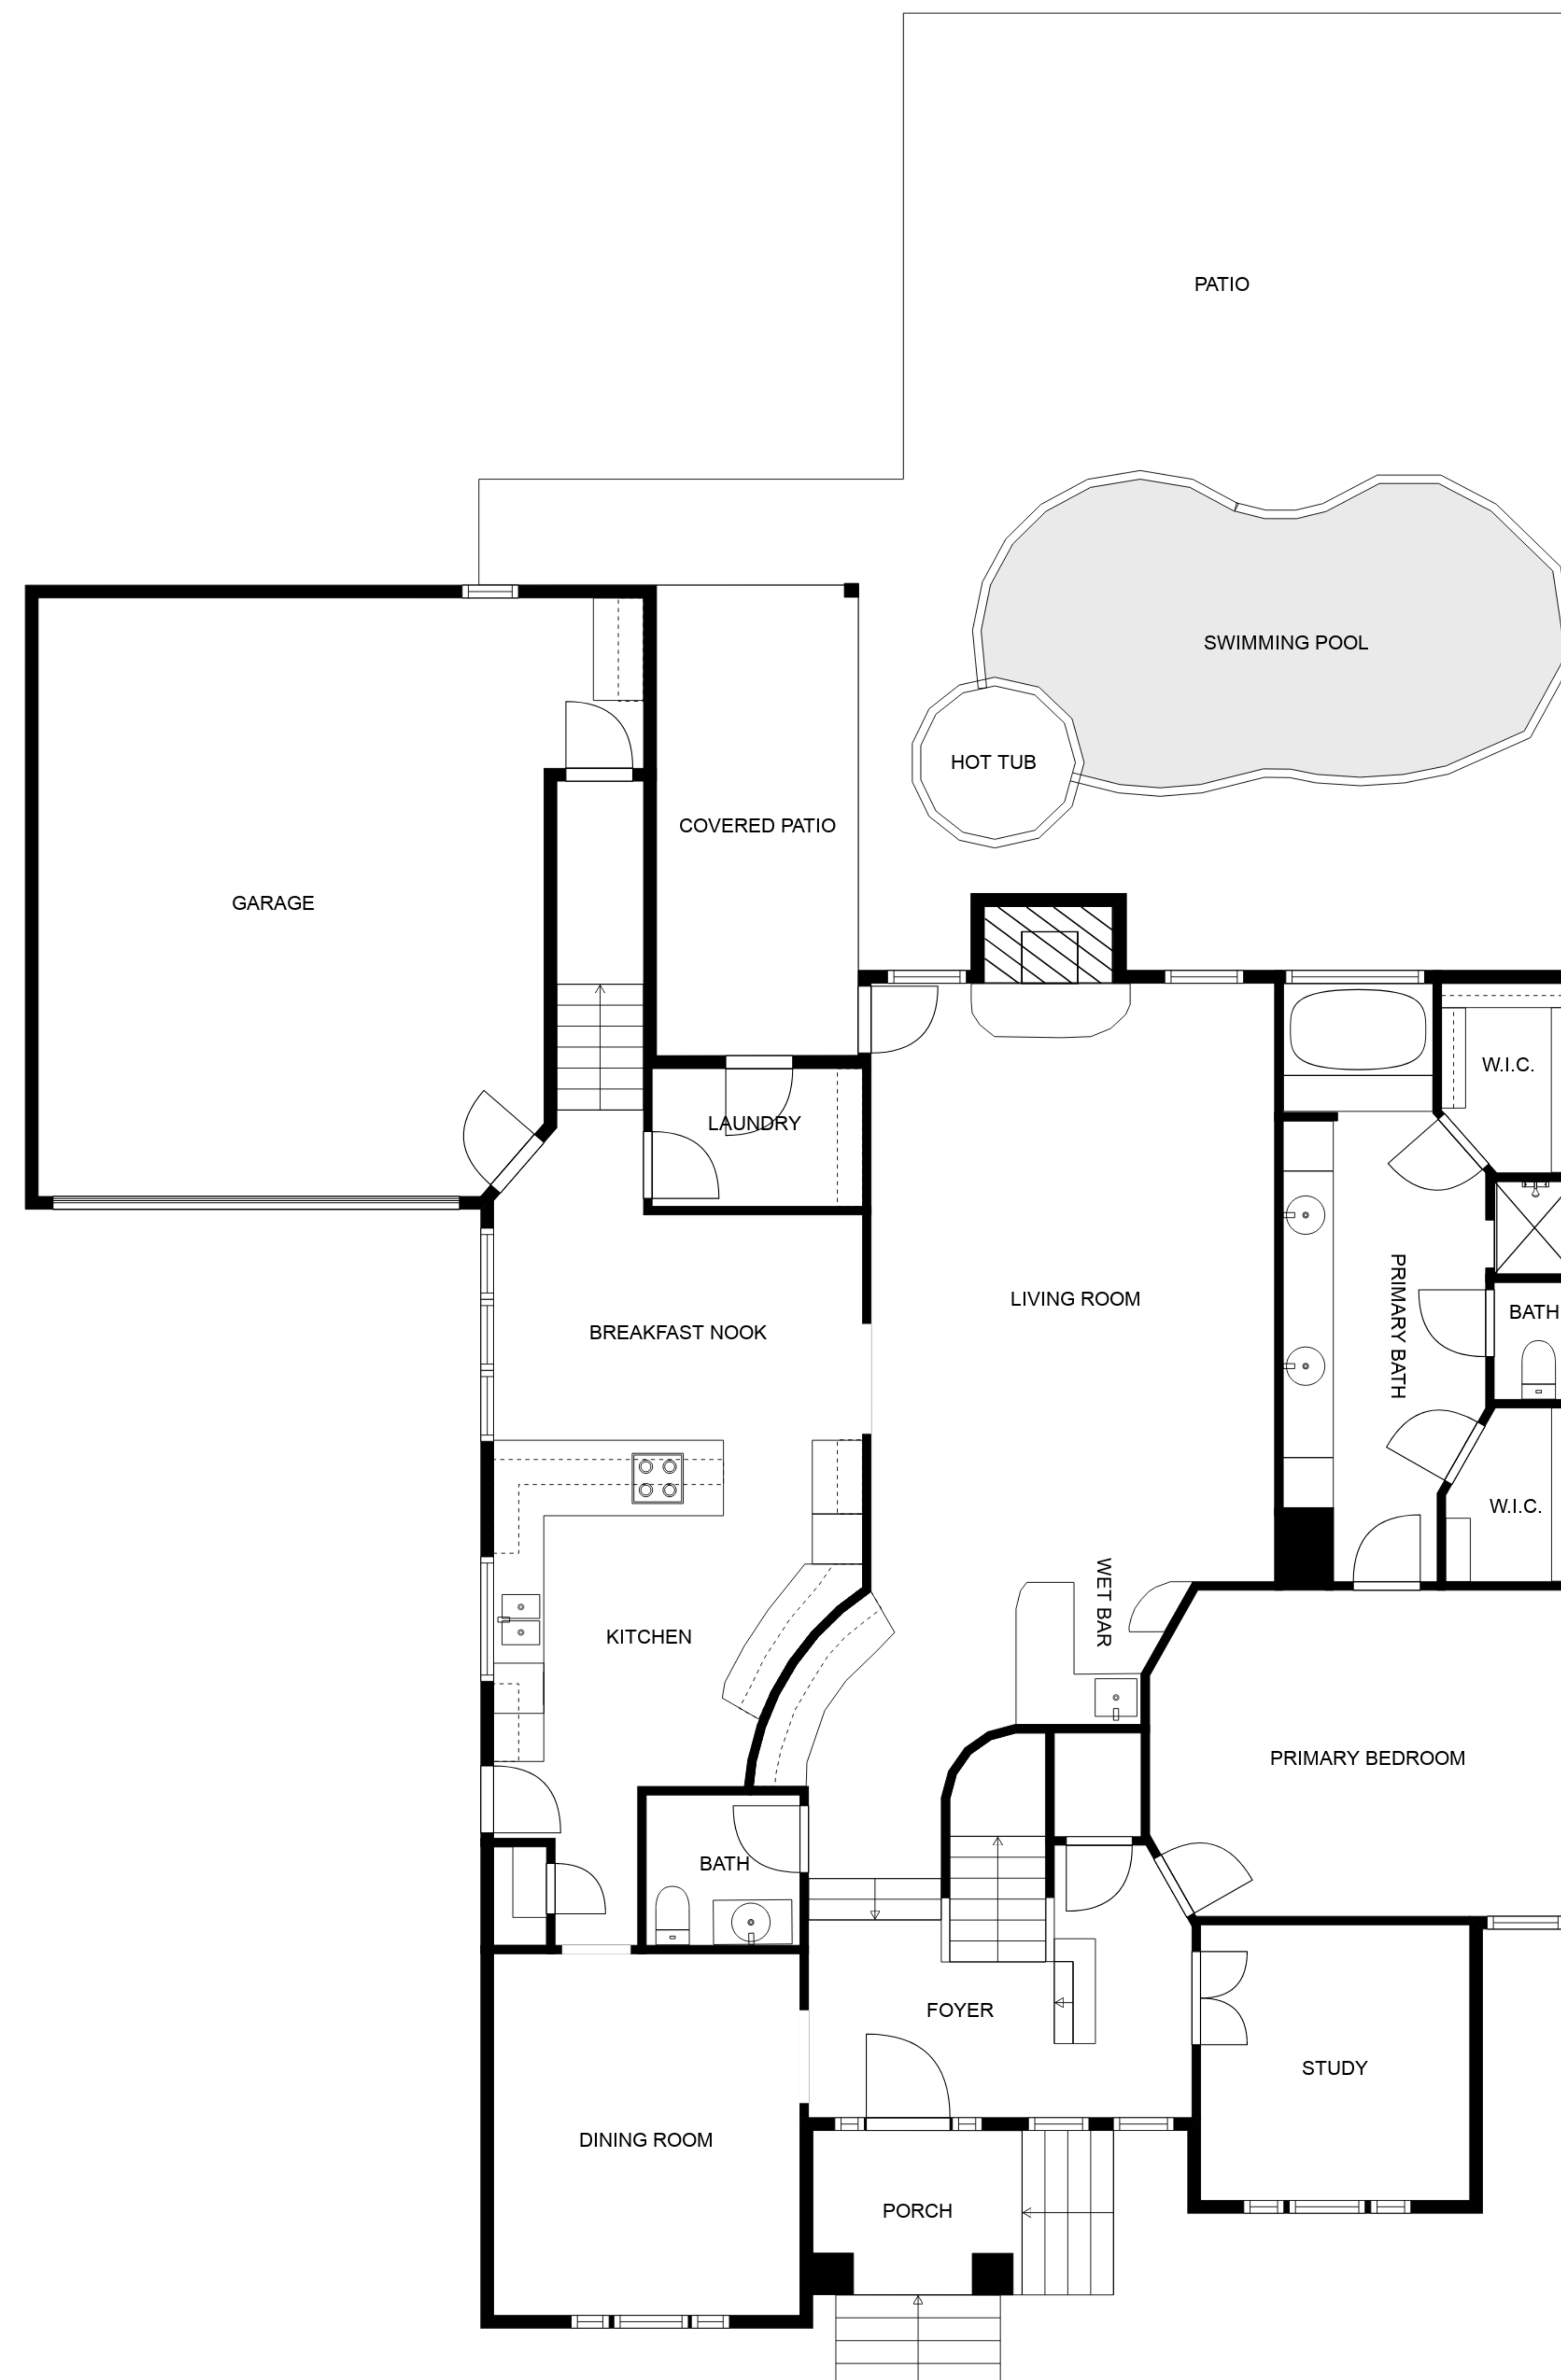 PATIO
SWIMMING POOL
HOT TUB
COVERED PATIO
GARAGE
W.I.C.
LAUNDRY
LIVING ROOM
PRIMARY BATH
BATH
BREAKFAST NOOK
W.I.C.
WET BAR
KITCHEN
PRIMARY BEDROOM
BATH
FOYER
STUDY
DINING ROOM
PORCH